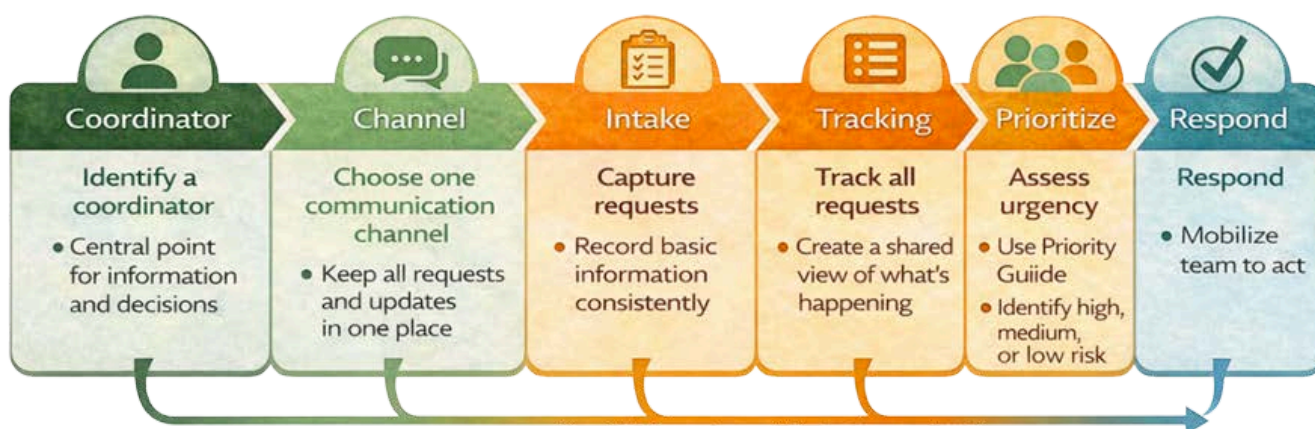 Coordinator
Channel
Intake
Tracking
Prioritize
Respond
Identify a
coordinator
• Central point
for information
and decisions
Choose one
communication
channel
• Keep all requests
and updates
in one place
Capture
requests
• Record basic
information
consistently
Track all
requests
• Create a shared
view of what's
happening
Assess
urgency
• Use Priority
Guiide
• Identify high,
medium,
or low risk
Respond
• Mobilize
team to act